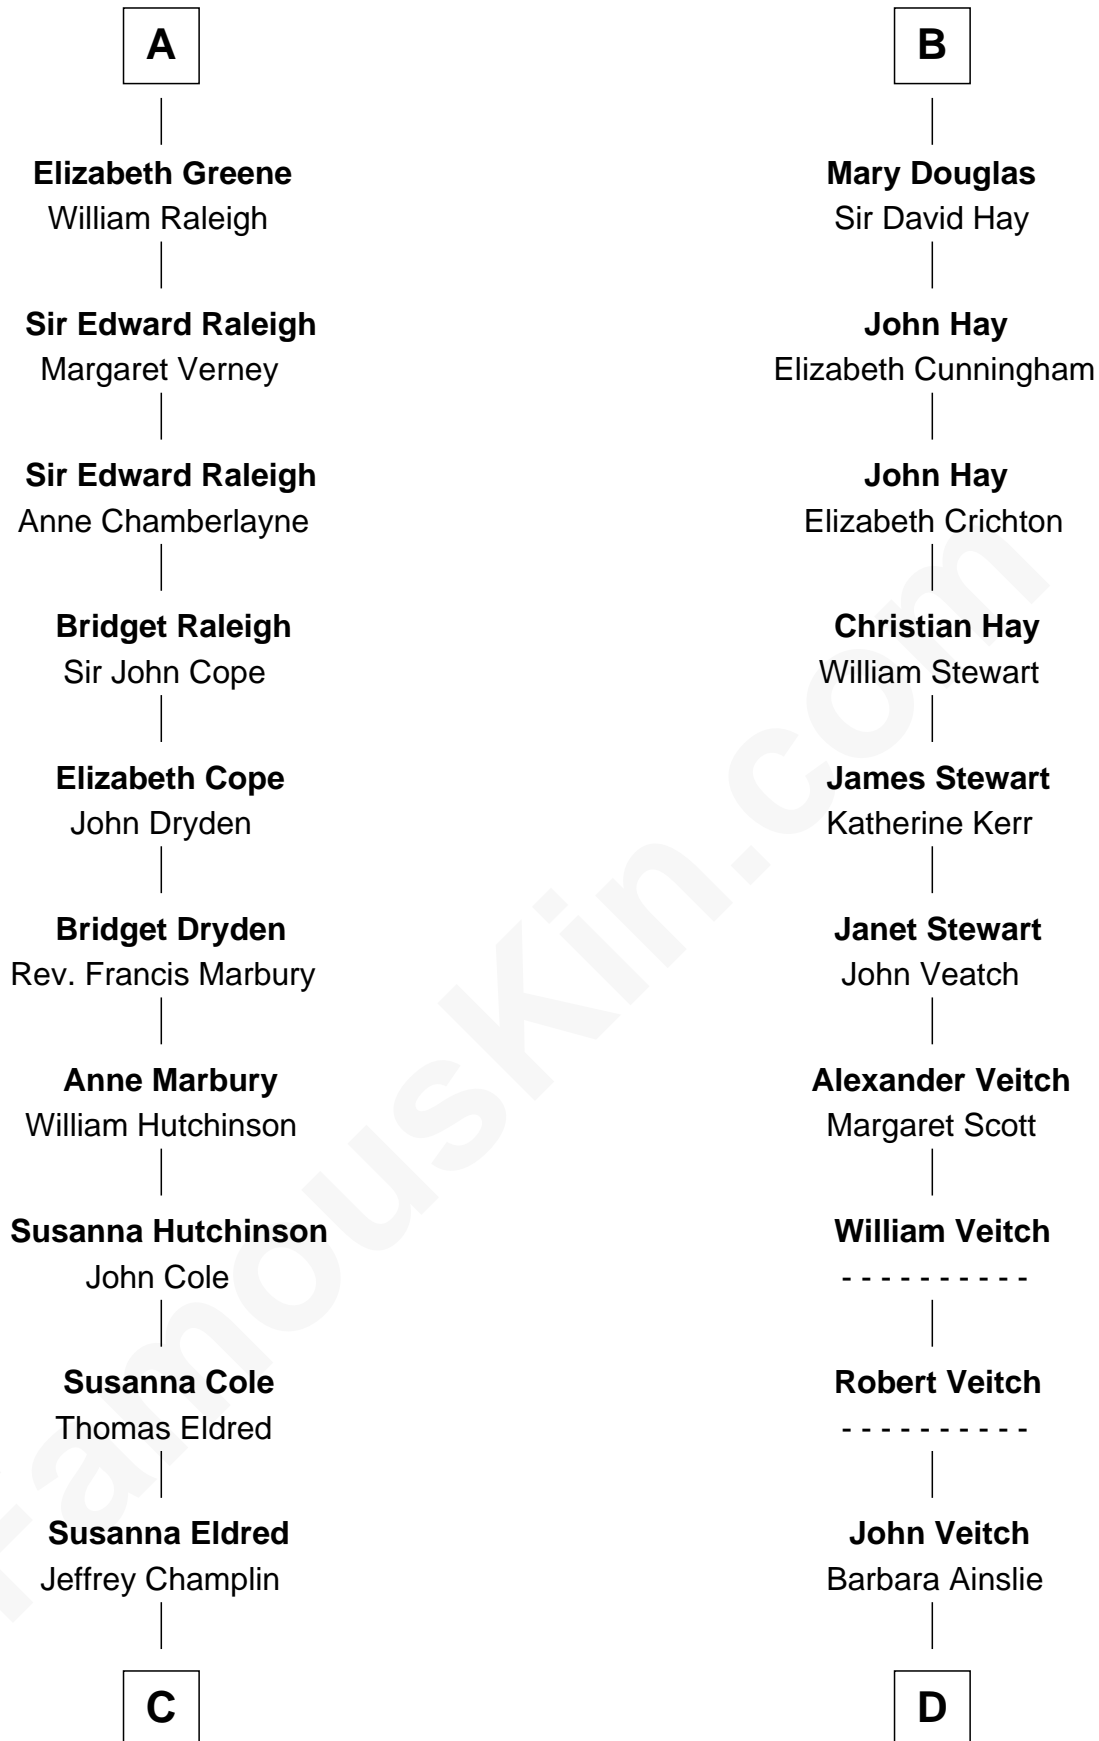 A
Elizabeth Greene
William Raleigh
Sir Edward Raleigh
Margaret Verney
Sir Edward Raleigh
Anne Chamberlayne
Bridget Raleigh
Sir John Cope
Elizabeth Cope
John Dryden
Bridget Dryden
Rev. Francis Marbury
Anne Marbury
William Hutchinson
Susanna Hutchinson
John Cole
Susanna Cole
Thomas Eldred
Susanna Eldred
Jeffrey Champlin
C
B
Mary Douglas
Sir David Hay
John Hay
Elizabeth Cunningham
John Hay
Elizabeth Crichton
Christian Hay
William Stewart
James Stewart
Katherine Kerr
Janet Stewart
John Veatch
Alexander Veitch
Margaret Scott
William Veitch
- - - - - - - - - -
Robert Veitch
- - - - - - - - - -
John Veitch
Barbara Ainslie
D
FamousKin.com